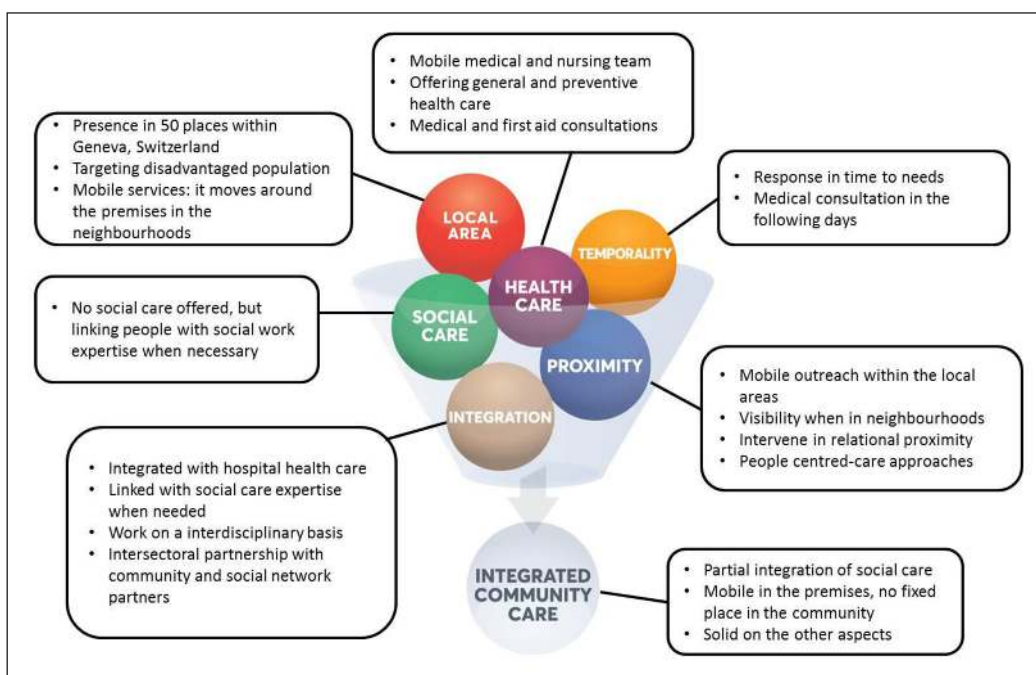 • Mobile medical and nursing team
• Offering general and preventive
health care
• Medical and first aid consultations
• Presence in 50 places within
Geneva, Switzerland
• Targeting disadvantaged population
• Mobile services: it moves around
the premises in the
neighbourhoods
• Response in time to needs
• Medical consultation in the
following days
LOCAL
AREA
TEMPORALITY
HEALTH
CARE
SOCIAL
CARE
PROXIMITY
INTEGRATION
• No social care offered, but
linking people with social work
expertise when necessary
• Mobile outreach within the local
areas
• Visibility when in neighbourhoods
• Intervene in relational proximity
• People centred-care approaches
• Integrated with hospital health care
• Linked with social care expertise
when needed
• Work on a interdisciplinary basis
• Intersectoral partnership with
community and social network
partners
INTEGRATED
COMMUNITY
CARE
• Partial integration of social care
• Mobile in the premises, no fixed
place in the community
• Solid on the other aspects